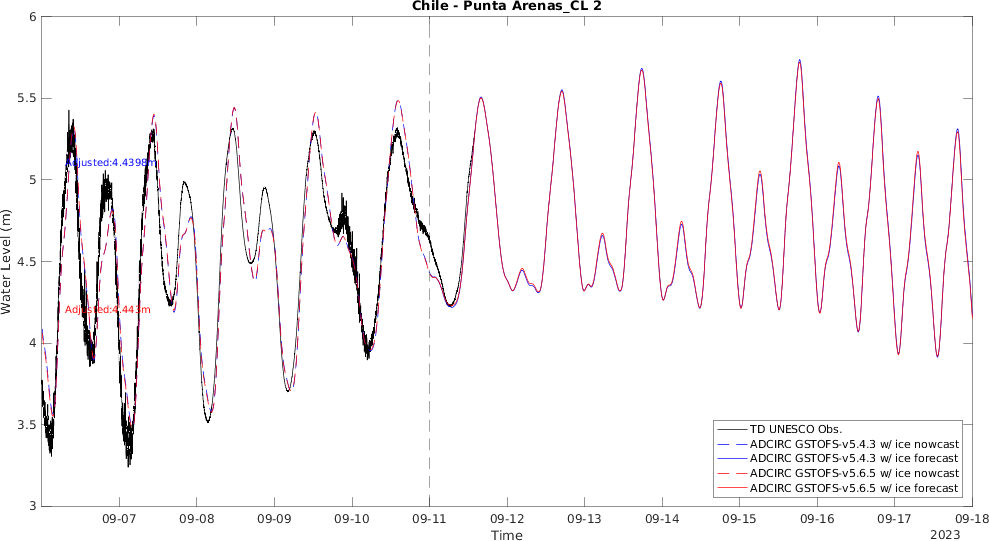 Chile - Punta Arenas_CL 2
Water Level (m)
6
5.5
5
4.5
4
3.5
3
Adjusted:4.4398m
Adjusted:4.443m
TD UNESCO Obs.
ADCIRC GSTOFS-v5.4.3 w/ ice nowcast
ADCIRC GSTOFS-v5.4.3 w/ ice forecast
ADCIRC GSTOFS-v5.6.5 w/ ice nowcast
ADCIRC GSTOFS-v5.6.5 w/ ice forecast
09-07 09-08 09-09 09-10 09-11 09-12 09-13 09-14 09-15 09-16 09-17 09-18
Time
2023